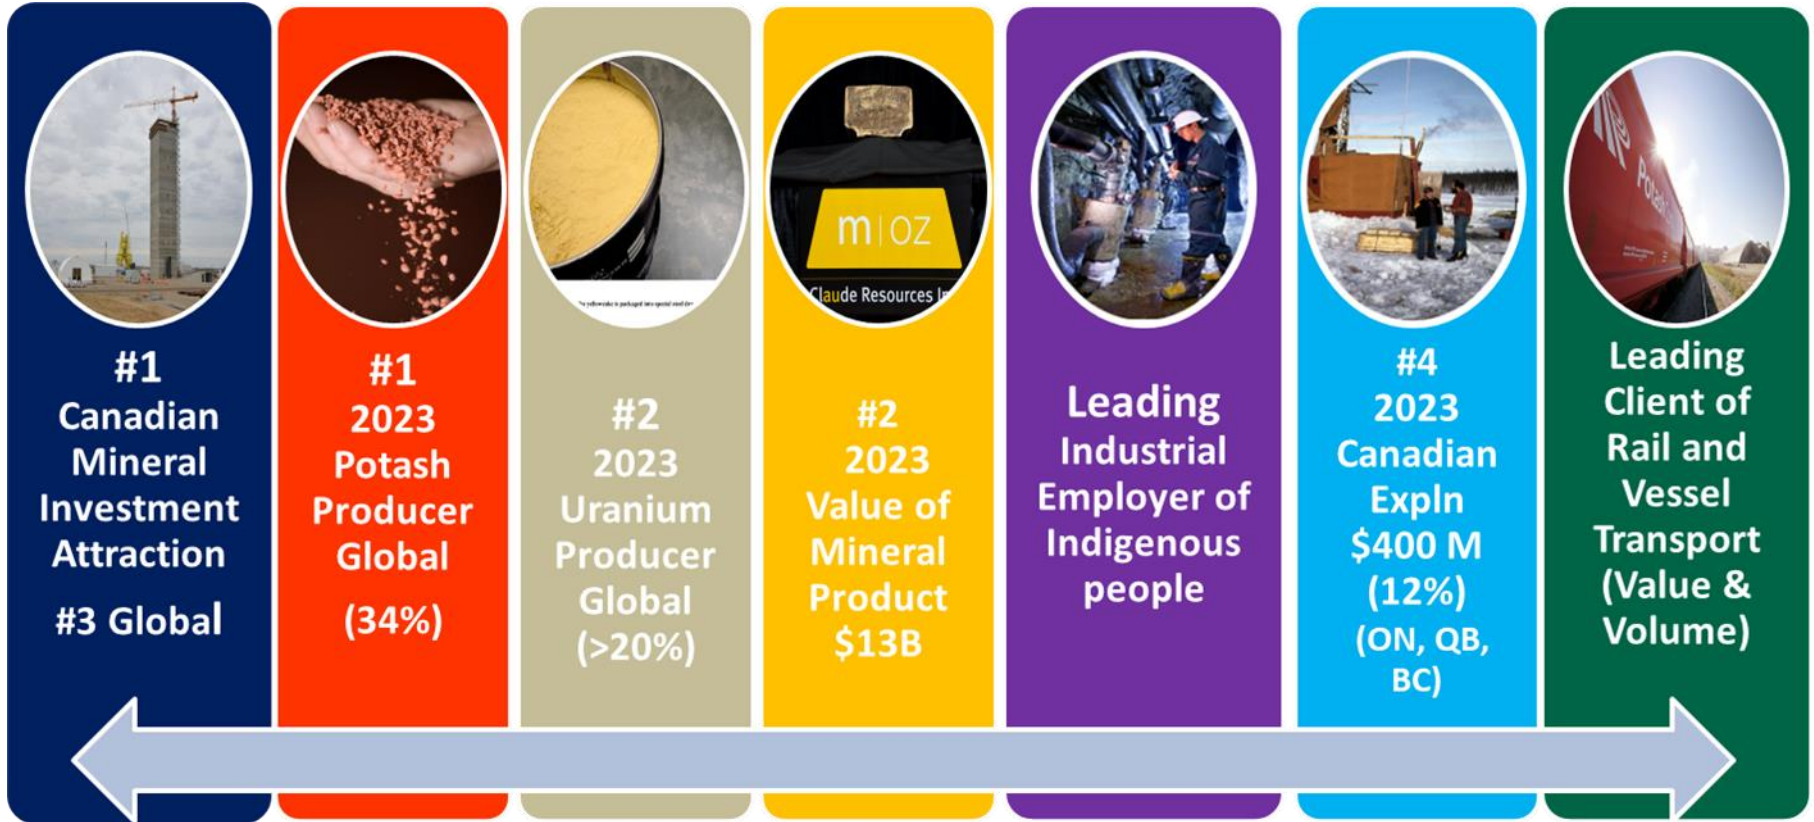 #1
Canadian
Mineral
Investment
Attraction
#3 Global
#1
2023
Potash
Producer
Global
(34%)
#2
2023
Uranium
Producer
Global
(>20%)
m|OZ
Claude Resources
#2
2023
Value of
Mineral
Product
$13B
Leading
Industrial
Employer of
Indigenous
people
#4
2023
Canadian
Expln
$400 M
(12%)
(ON, QB,
BC)
Leading
Client of
Rail and
Vessel
Transport
(Value &
Volume)